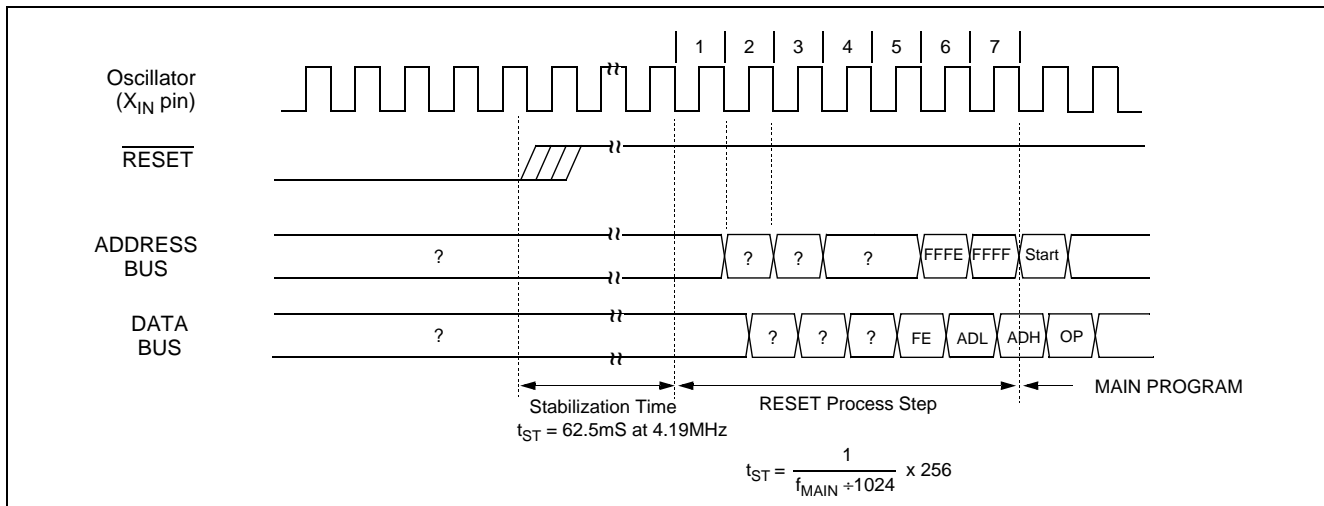 1 2 3 4 5 6 7
Oscillator
(XIN pin)
RESET
ADDRESS
BUS
? ? ? ? FFFE FFFF Start
DATA
BUS
? ? ? ? FE ADL ADH OP
MAIN PROGRAM
Stabilization Time
tST = 62.5mS at 4.19MHz
RESET Process Step
tST = 1 / fMAIN ÷1024 x 256